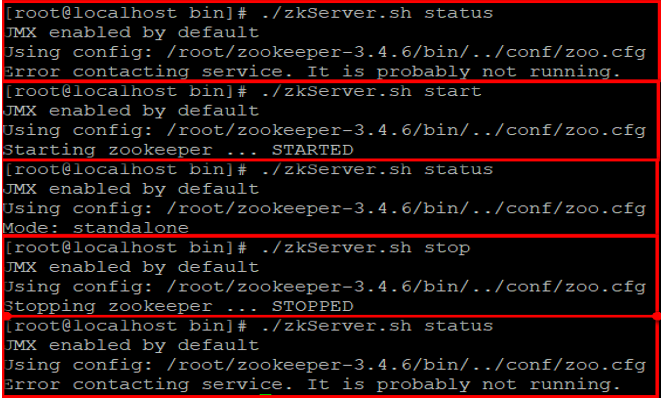 [root@localhost bin]# ./zkServer.sh status
JMX enabled by default
Using config: /root/zookeeper-3.4.6/bin/../conf/zoo.cfg
Error contacting service. It is probably not running.
[root@localhost bin]# ./zkServer.sh start
JMX enabled by default
Using config: /root/zookeeper-3.4.6/bin/../conf/zoo.cfg
Starting zookeeper ... STARTED
[root@localhost bin]# ./zkServer.sh status
JMX enabled by default
Using config: /root/zookeeper-3.4.6/bin/../conf/zoo.cfg
Mode: standalone
[root@localhost bin]# ./zkServer.sh stop
JMX enabled by default
Using config: /root/zookeeper-3.4.6/bin/../conf/zoo.cfg
Stopping zookeeper ... STOPPED
[root@localhost bin]# ./zkServer.sh status
JMX enabled by default
Using config: /root/zookeeper-3.4.6/bin/../conf/zoo.cfg
Error contacting service. It is probably not running.